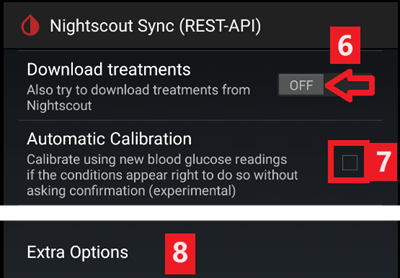 Nightscout Sync (REST-API)
6
Download treatments
Also try to download treatments from
Nightscout
OFF
Automatic Calibration
Calibrate using new blood glucose readings
if the conditions appear right to do so without
asking confirmation (experimental)
7
Extra Options
8